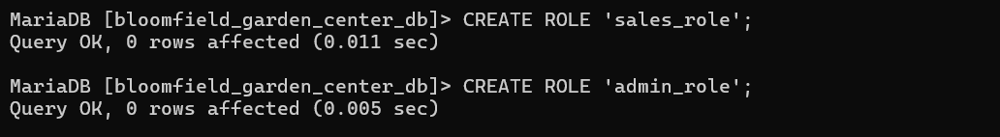 MariaDB [bloomfield_garden_center_db]> CREATE ROLE 'sales_role';
Query OK, 0 rows affected (0.011 sec)
MariaDB [bloomfield_garden_center_db]> CREATE ROLE 'admin_role';
Query OK, 0 rows affected (0.005 sec)